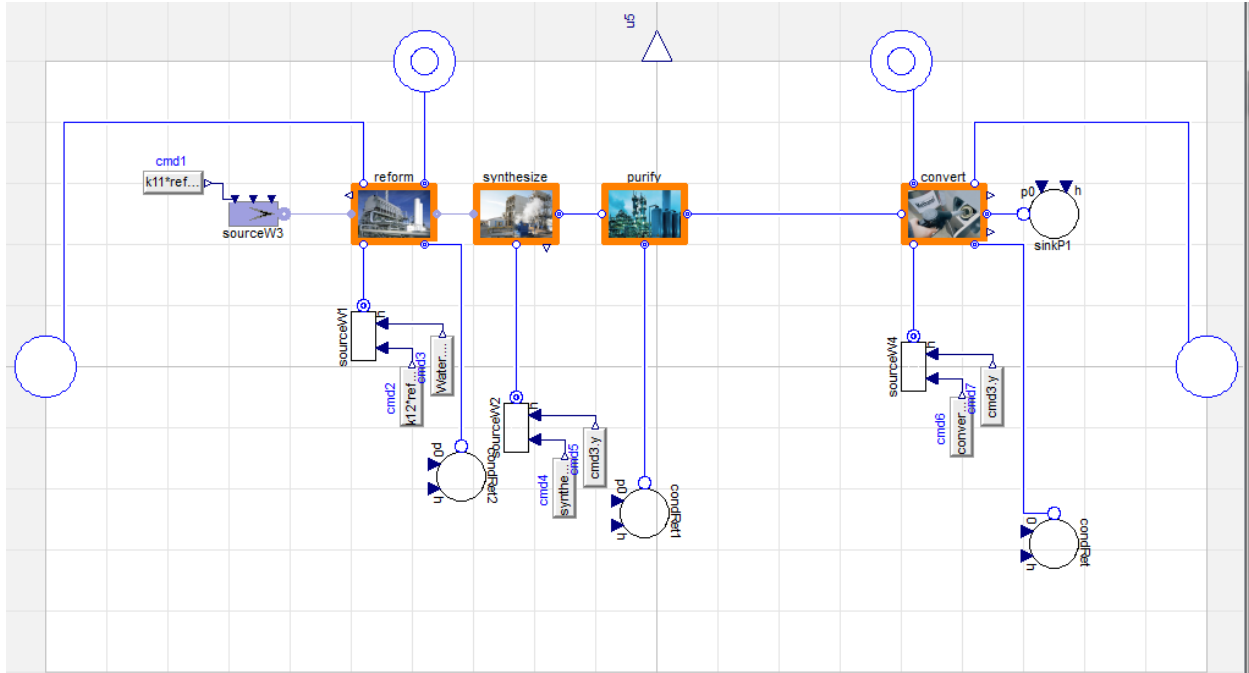 u5
reform
synthesize
purify
convert
cmd1
k11*ref...
p0
h
sourceW3
sinkP1
sourceW1
h
cmd2
k12*ref...
cmd3
Water....
sourceW2
h
cmd4
synthe...
cmd5
cmd3.y
sourceW4
h
cmd6
conver...
cmd7
cmd3.y
p0
h
condRet2
p0
h
condRet1
0
h
condRet